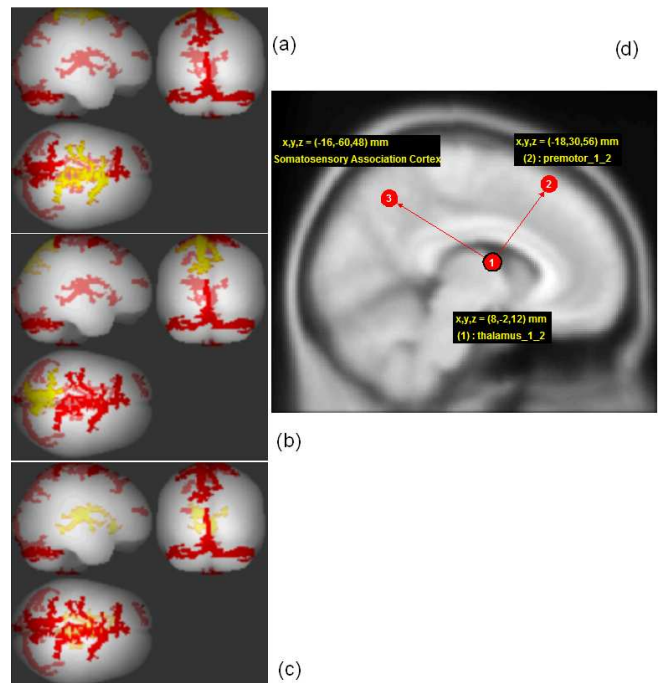 (a)
(d)
x,y,z = (-16,-60,48) mm
Somatosensory Association Cortex
x,y,z = (-18,30,56) mm
(2) : premotor_1_2
3
2
1
x,y,z = (8,-2,12) mm
(1) : thalamus_1_2
(b)
(c)